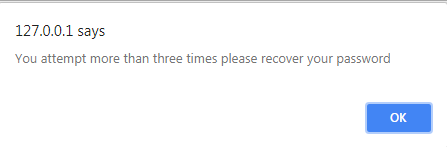 127.0.0.1 says
You attempt more than three times please recover your password
OK